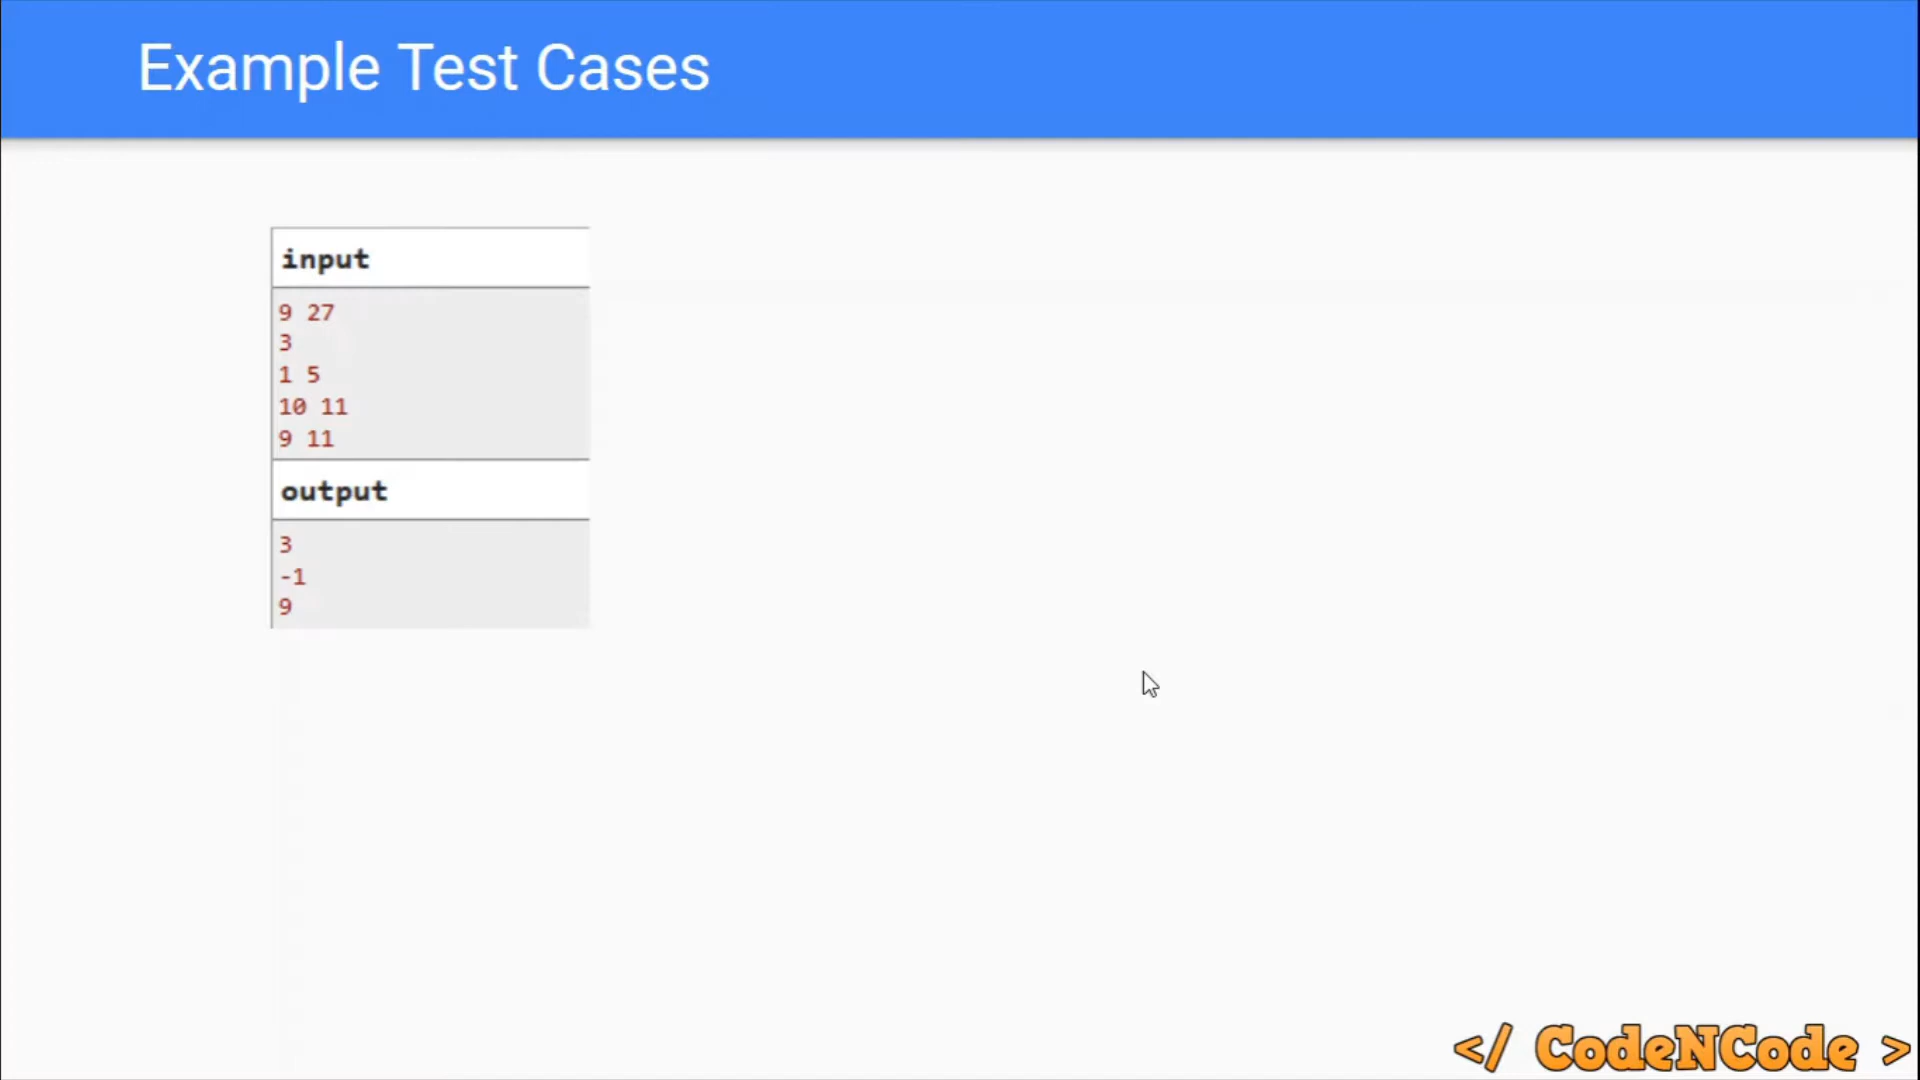 Example Test Cases
input
9 27
3
1 5
10 11
9 11
output
3
-1
9
</ CodeNCode >